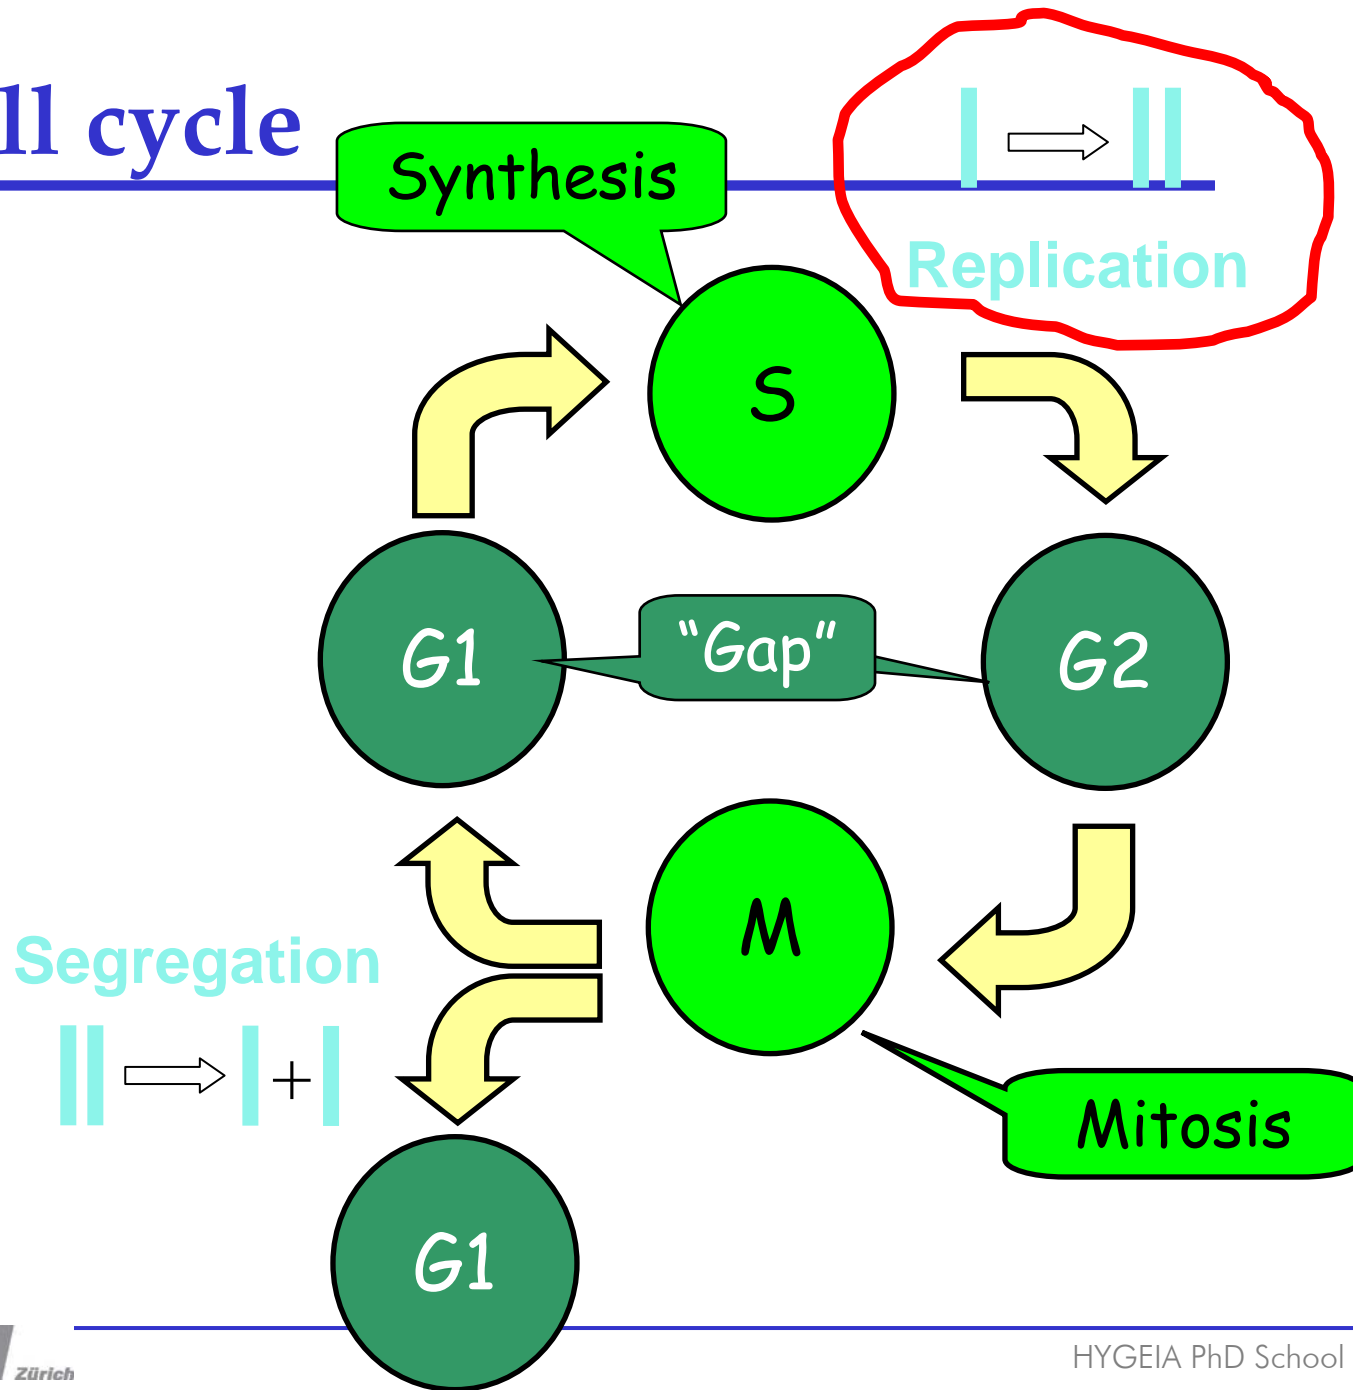 ll cycle
Synthesis
Replication
S
G1
"Gap"
G2
M
Segregation
+
Mitosis
G1
Zürich
HYGEIA PhD School